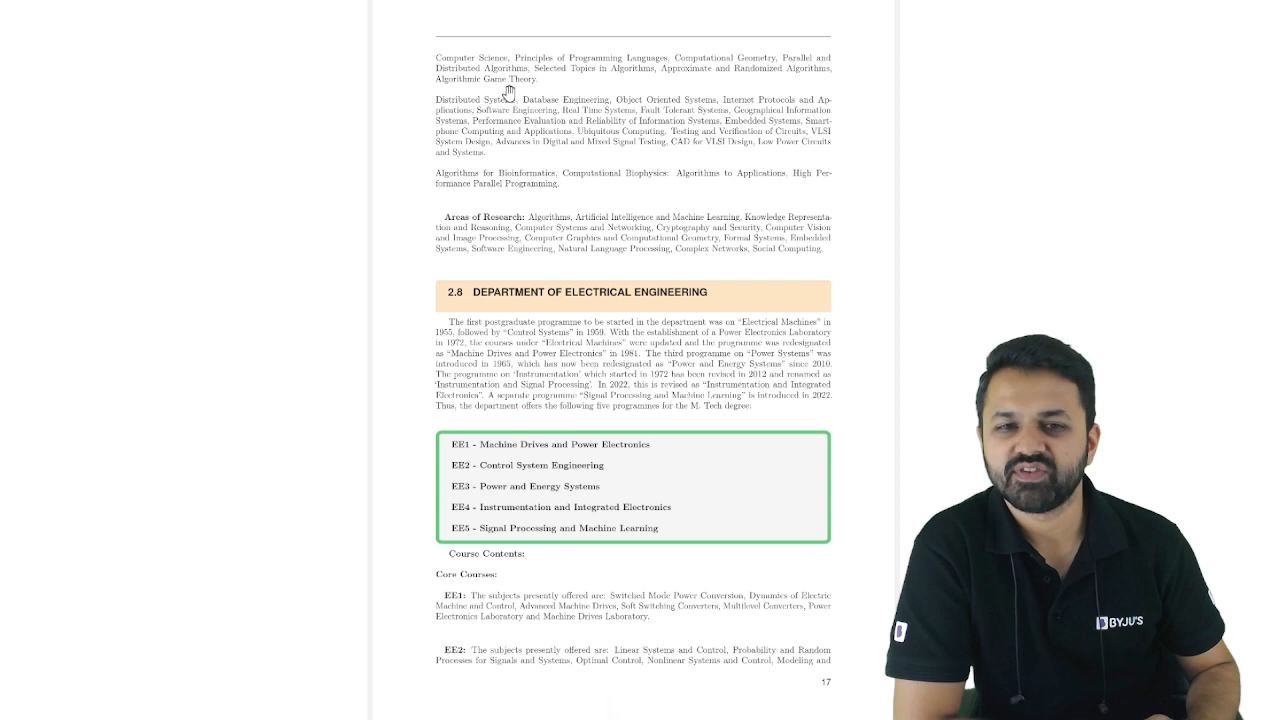 Computer Science, Principles of Programming Languages, Computational Geometry, Parallel and
Distributed Algorithms, Selected Topics in Algorithms, Approximate and Randomized Algorithms,
Algorithmic Game Theory.
Distributed Systems, Database Engineering, Object Oriented Systems, Internet Protocols and Ap-
plications, Software Engineering, Real Time Systems, Fault Tolerant Systems, Geographical Information
Systems, Performance Evaluation and Reliability of Information Systems, Embedded Systems, Smart-
phone Computing and Applications, Ubiquitous Computing. Testing and Verification of Circuits, VLSI
System Design, Advances in Digital and Mixed Signal Testing, CAD for VLSI Design, Low Power Circuits
and Systems.
Algorithms for Bioinformatics, Computational Biophysics: Algorithms to Applications, High Per-
formance Parallel Programming.
Areas of Research: Algorithms, Artificial Intelligence and Machine Learning, Knowledge Representa-
tion and Reasoning, Computer Systems and Networking, Cryptography and Security, Computer Vision
and Image Processing, Computer Graphics and Computational Geometry, Formal Systems, Embedded
Systems, Software Engineering, Natural Language Processing, Complex Networks, Social Computing.
2.8 DEPARTMENT OF ELECTRICAL ENGINEERING
The first postgraduate programme to be started in the department was on “Electrical Machines” in
1955, followed by “Control Systems” in 1959. With the establishment of a Power Electronics Laboratory
in 1972, the courses under “Electrical Machines” were updated and the programme was redesignated
as “Machine Drives and Power Electronics” in 1981. The third programme on “Power Systems” was
introduced in 1965, which has now been redesignated as “Power and Energy Systems” since 2010.
The programme on ‘Instrumentation’ which started in 1972 has been revised in 2012 and renamed as
‘Instrumentation and Signal Processing’. In 2022, this is revised as “Instrumentation and Integrated
Electronics”. A separate programme “Signal Processing and Machine Learning” is introduced in 2022.
Thus, the department offers the following five programmes for the M. Tech degree:
EE1 - Machine Drives and Power Electronics
EE2 - Control System Engineering
EE3 - Power and Energy Systems
EE4 - Instrumentation and Integrated Electronics
EE5 - Signal Processing and Machine Learning
Course Contents:
Core Courses:
EE1: The subjects presently offered are: Switched Mode Power Conversion, Dynamics of Electric
Machine and Control, Advanced Machine Drives, Soft Switching Converters, Multilevel Converters, Power
Electronics Laboratory and Machine Drives Laboratory.
EE2: The subjects presently offered are: Linear Systems and Control, Probability and Random
Processes for Signals and Systems, Optimal Control, Nonlinear Systems and Control, Modeling and
17
BYJU'S